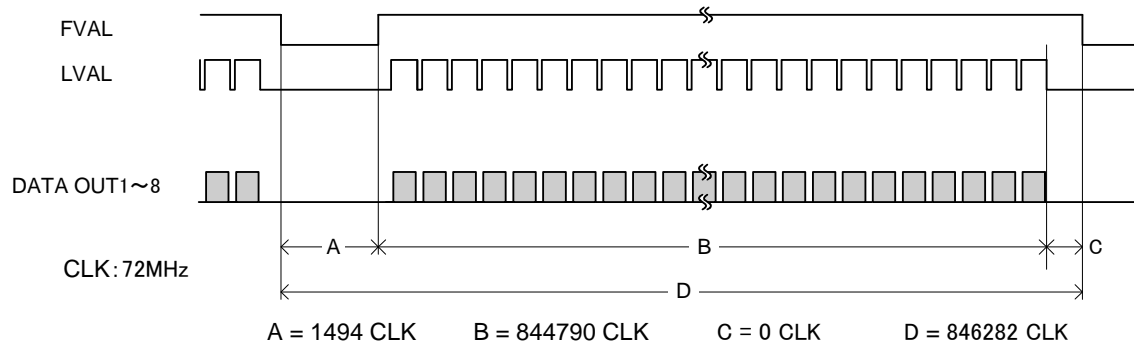 FVAL
LVAL
DATA OUT1～8
A
B
C
CLK:72MHz
D
A = 1494 CLK B = 844790 CLK C = 0 CLK D = 846282 CLK